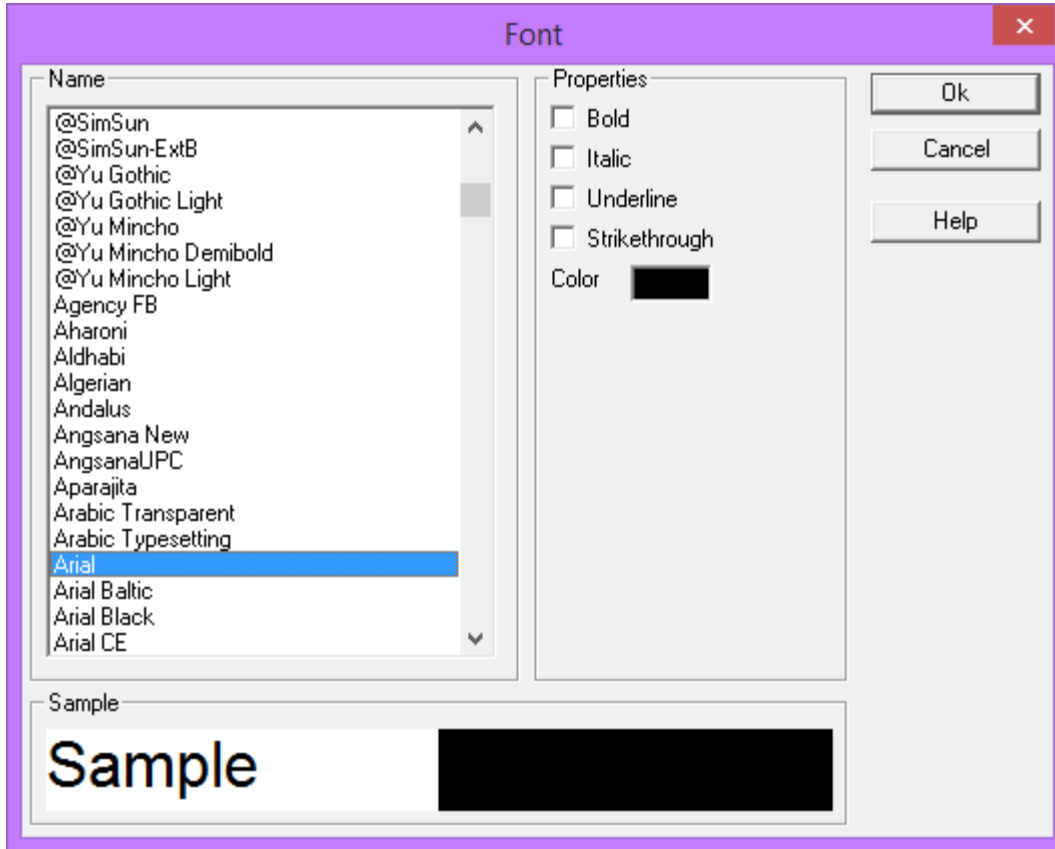 Font
Name
@SimSun
@SimSun-ExtB
@Yu Gothic
@Yu Gothic Light
@Yu Mincho
@Yu Mincho Demibold
@Yu Mincho Light
Agency FB
Aharoni
Aldhabi
Algerian
Andalus
Angsana New
AngsanaUPC
Aparajita
Arabic Transparent
Arabic Typesetting
Arial
Arial Baltic
Arial Black
Arial CE
Properties
Bold
Italic
Underline
Strikethrough
Color
Ok
Cancel
Help
Sample
Sample